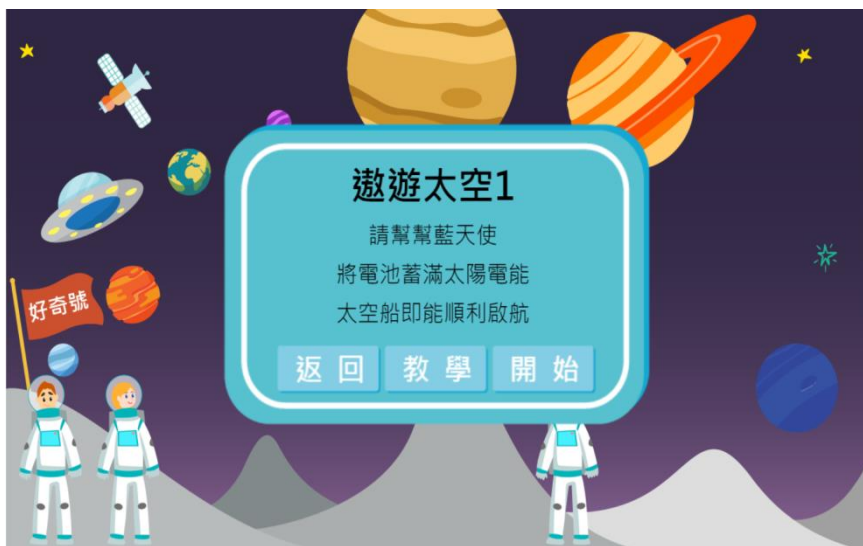 遨遊太空1
請幫幫藍天使
將電池蓄滿太陽電能
太空船即能順利啟航
返回
教學
開始
好奇號